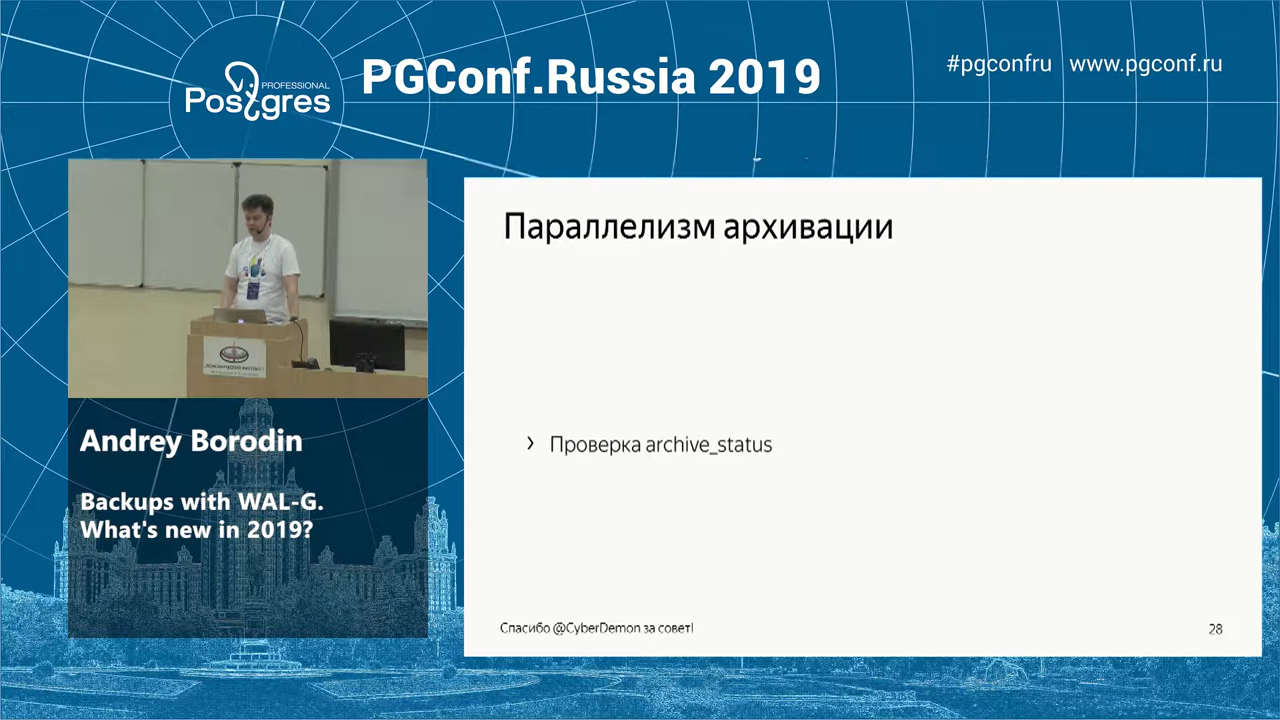 PROFESSIONAL
Postgres
PGConf.Russia 2019
#pgconfru www.pgconf.ru
Параллелизм архивации
› Проверка archive_status
Спасибо @CyberDemon за совет!
28
Andrey Borodin
Backups with WAL-G.
What's new in 2019?